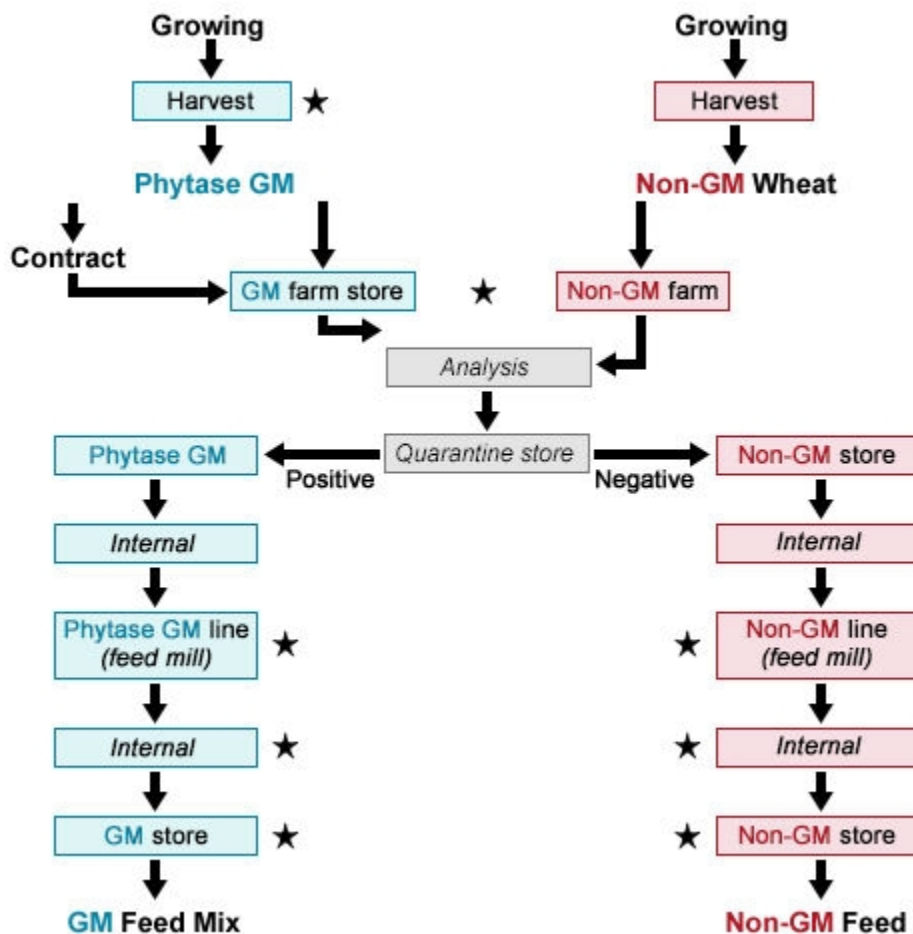 Growing
Growing
Harvest ★
Harvest
Phytase GM
Non-GM Wheat
Contract
GM farm store
★
Non-GM farm
Analysis
Phytase GM
Quarantine store
Non-GM store
Positive
Negative
Internal
Internal
Phytase GM line
(feed mill)
★
★
Non-GM line
(feed mill)
Internal
★
★
Internal
GM store
★
★
Non-GM store
GM Feed Mix
Non-GM Feed